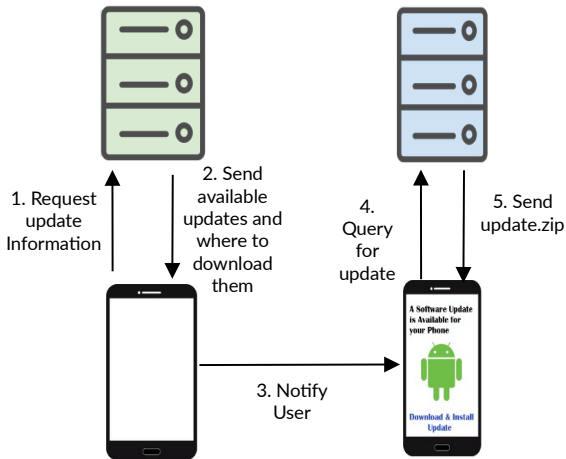 1. Request
update
Information
2. Send
available
updates and
where to
download
them
3. Notify
User
4.
Query
for
update
5. Send
update.zip
A Software Update
is Available for
your Phone
Download & Install
Update